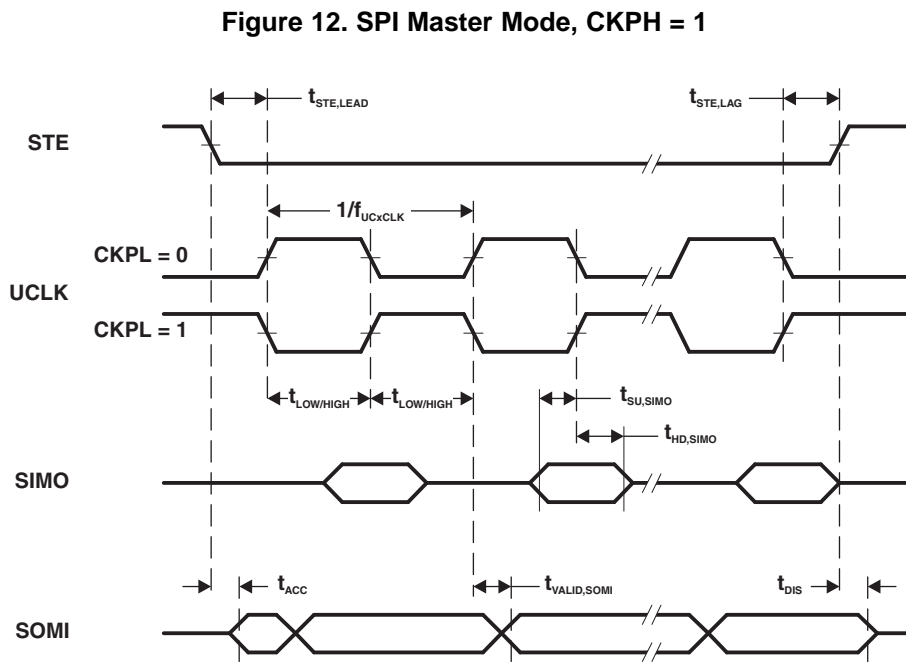 Figure 12. SPI Master Mode, CKPH = 1
tSTE,LEAD
tSTE,LAG
STE
1/fUCxCLK
CKPL = 0
UCLK
CKPL = 1
tLOW/HIGH
tLOW/HIGH
tSU,SIMO
tHD,SIMO
SIMO
tACC
tVALID,SOMI
tDIS
SOMI